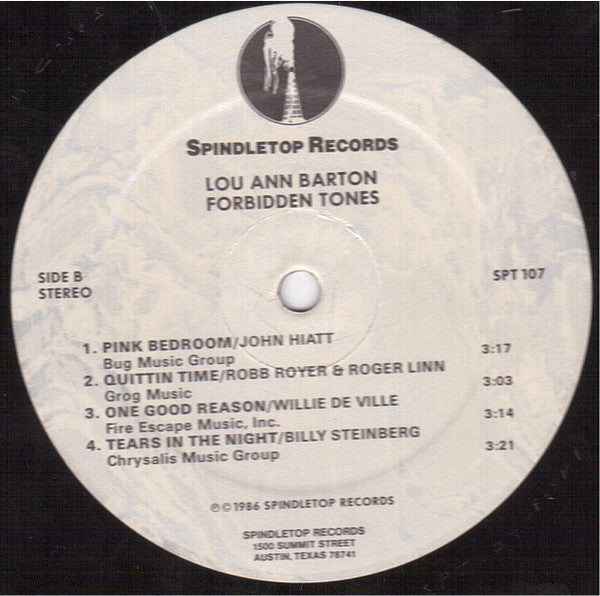 SPINDLETOP RECORDS
LOU ANN BARTON
FORBIDDEN TONES
SIDE B
STEREO
SPT 107
1. PINK BEDROOM/JOHN HIATT
Bug Music Group 3:17
2. QUITTIN TIME/ROBB ROYER & ROGER LINN
Grog Music 3:03
3. ONE GOOD REASON/WILLIE DE VILLE
Fire Escape Music, Inc. 3:14
4. TEARS IN THE NIGHT/BILLY STEINBERG
Chrysalis Music Group 3:21
℗©1986 SPINDLETOP RECORDS
SPINDLETOP RECORDS
1500 SUMMIT STREET
AUSTIN, TEXAS 78741